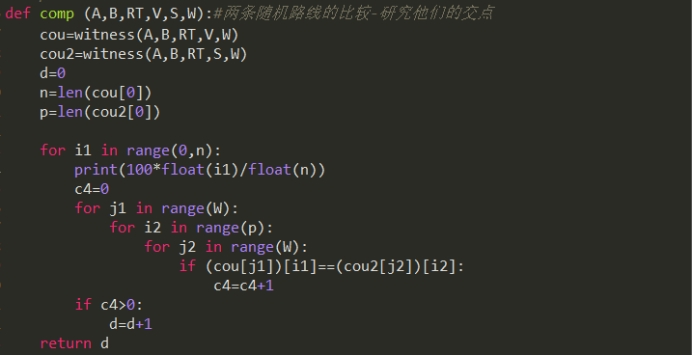 def comp (A,B,RT,V,S,W):#两条随机路线的比较-研究他们的交点
    cou=witness(A,B,RT,V,W)
    cou2=witness(A,B,RT,S,W)
    d=0
    n=len(cou[0])
    p=len(cou2[0])
    for i1 in range(0,n):
        print(100*float(i1)/float(n))
        c4=0
        for j1 in range(W):
            for i2 in range(p):
                for j2 in range(W):
                    if (cou[j1])[i1]==(cou2[j2])[i2]:
                        c4=c4+1
        if c4>0:
            d=d+1
    return d